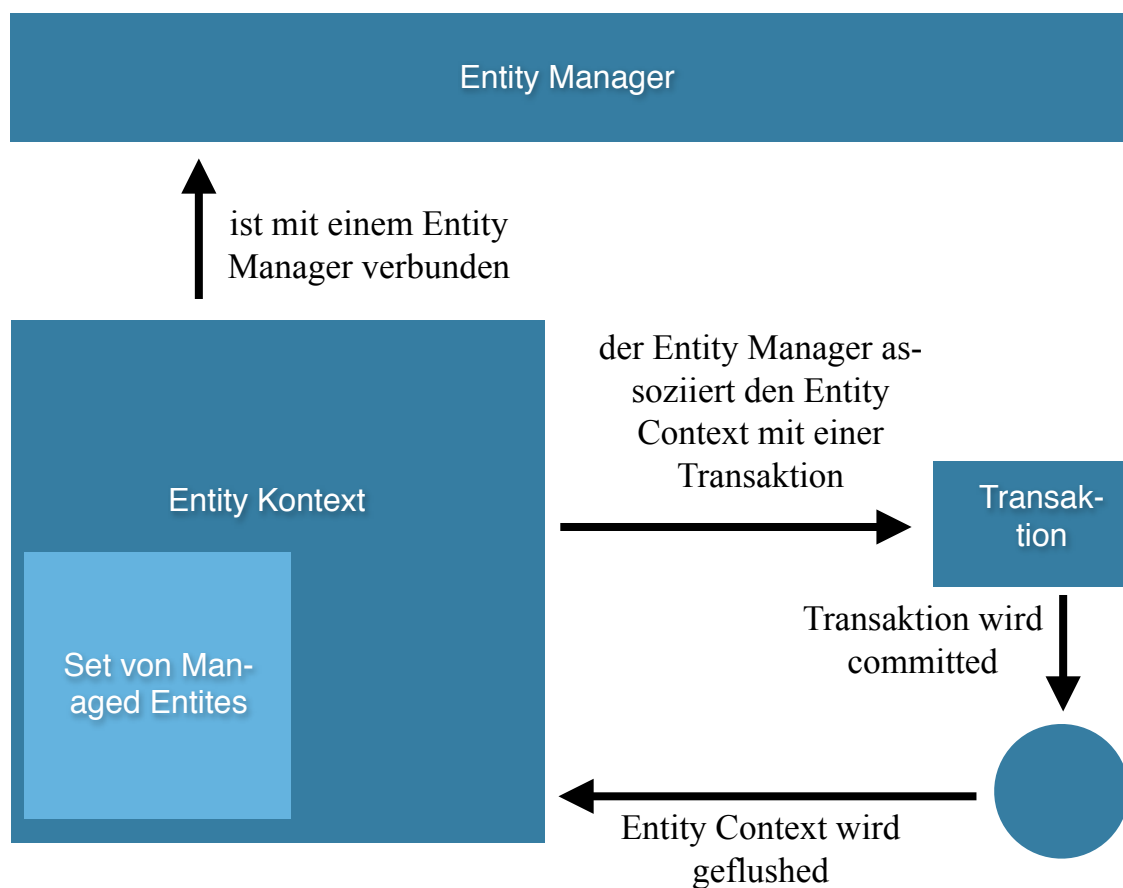 Entity Manager
ist mit einem Entity
Manager verbunden
der Entity Manager as-
soziiert den Entity
Context mit einer
Transaktion
Entity Kontext
Transak-
tion
Set von Man-
aged Entites
Transaktion wird
committed
Entity Context wird
geflushed